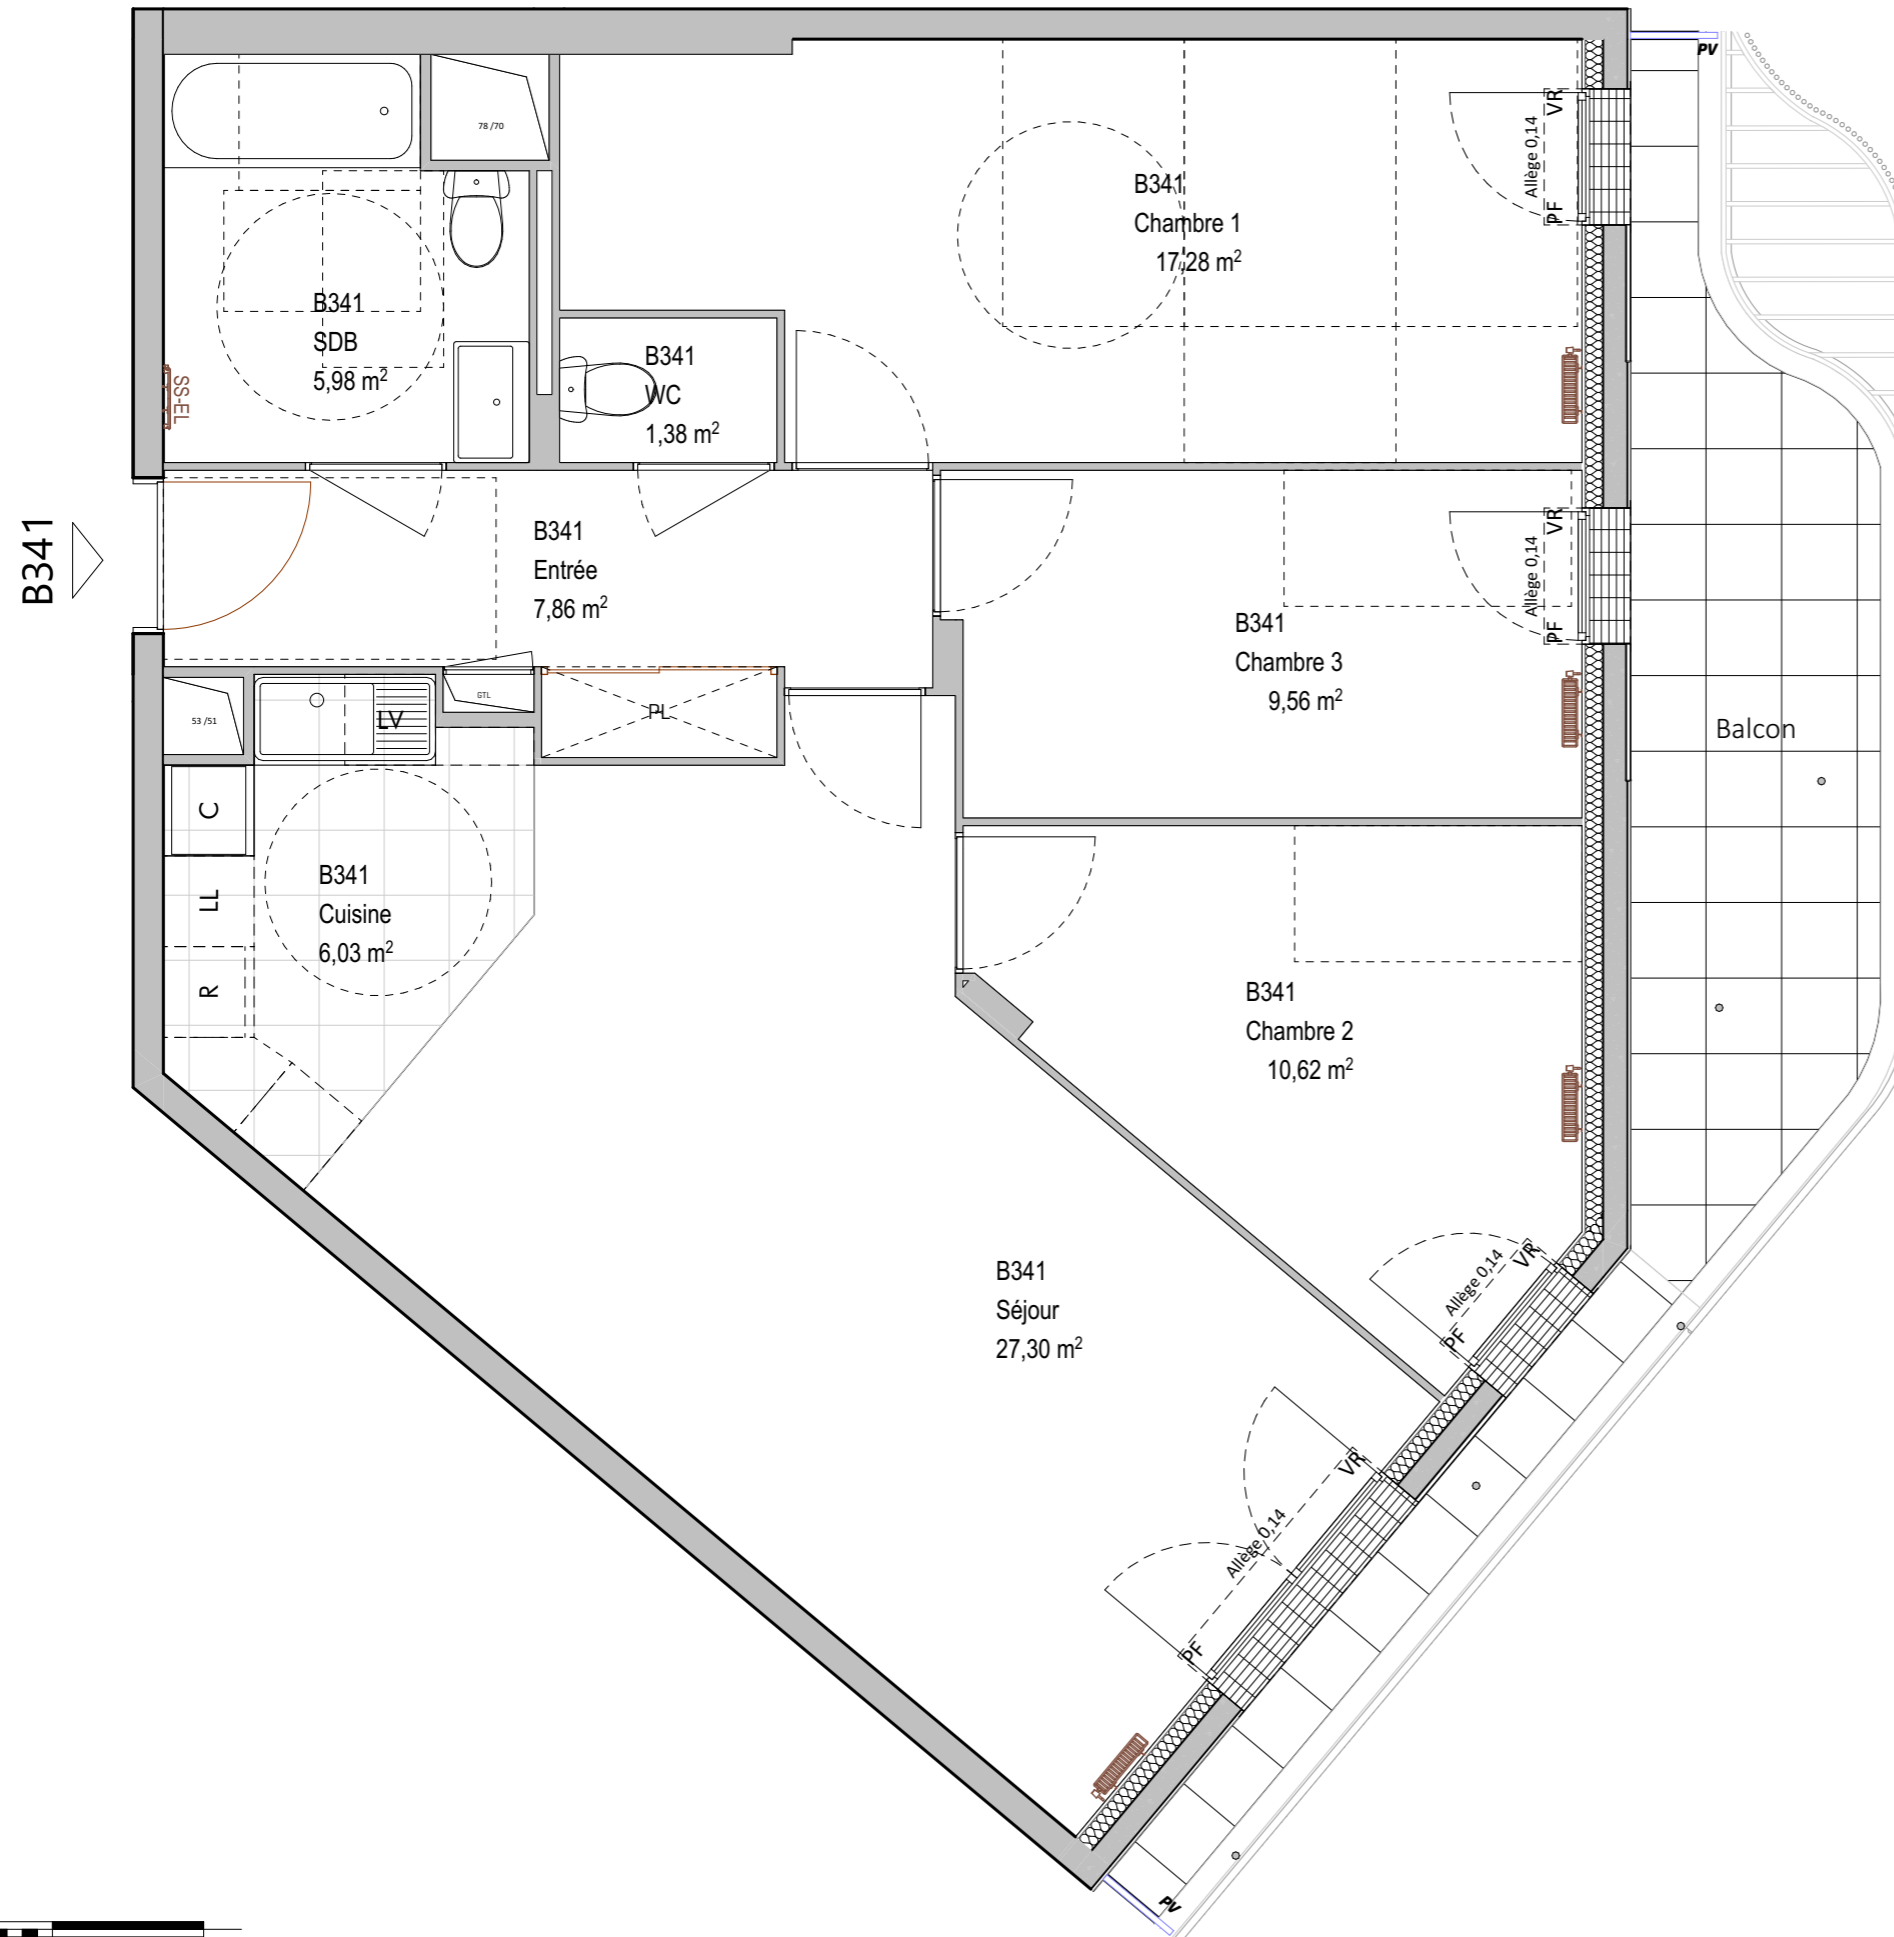 PV
78 /70
VR
Allège 0,14
PF
B341
Chambre 1
17,28 m²
B341
SDB
5,98 m²
SS-EL
B341
WC
1,38 m²
B341
B341
Entrée
7,86 m²
VR
Allège 0,14
PF
B341
Chambre 3
9,56 m²
53 /51
LV
GTL
PL
Balcon
C
LL
R
B341
Cuisine
6,03 m²
B341
Chambre 2
10,62 m²
VR
Allège 0,14
PF
B341
Séjour
27,30 m²
VR
Allège 0,14
PF
PV